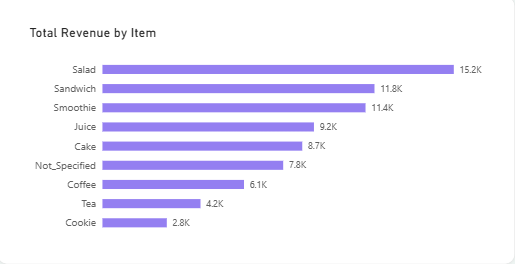 Total Revenue by Item
Salad 15.2K
Sandwich 11.8K
Smoothie 11.4K
Juice 9.2K
Cake 8.7K
Not_Specified 7.8K
Coffee 6.1K
Tea 4.2K
Cookie 2.8K